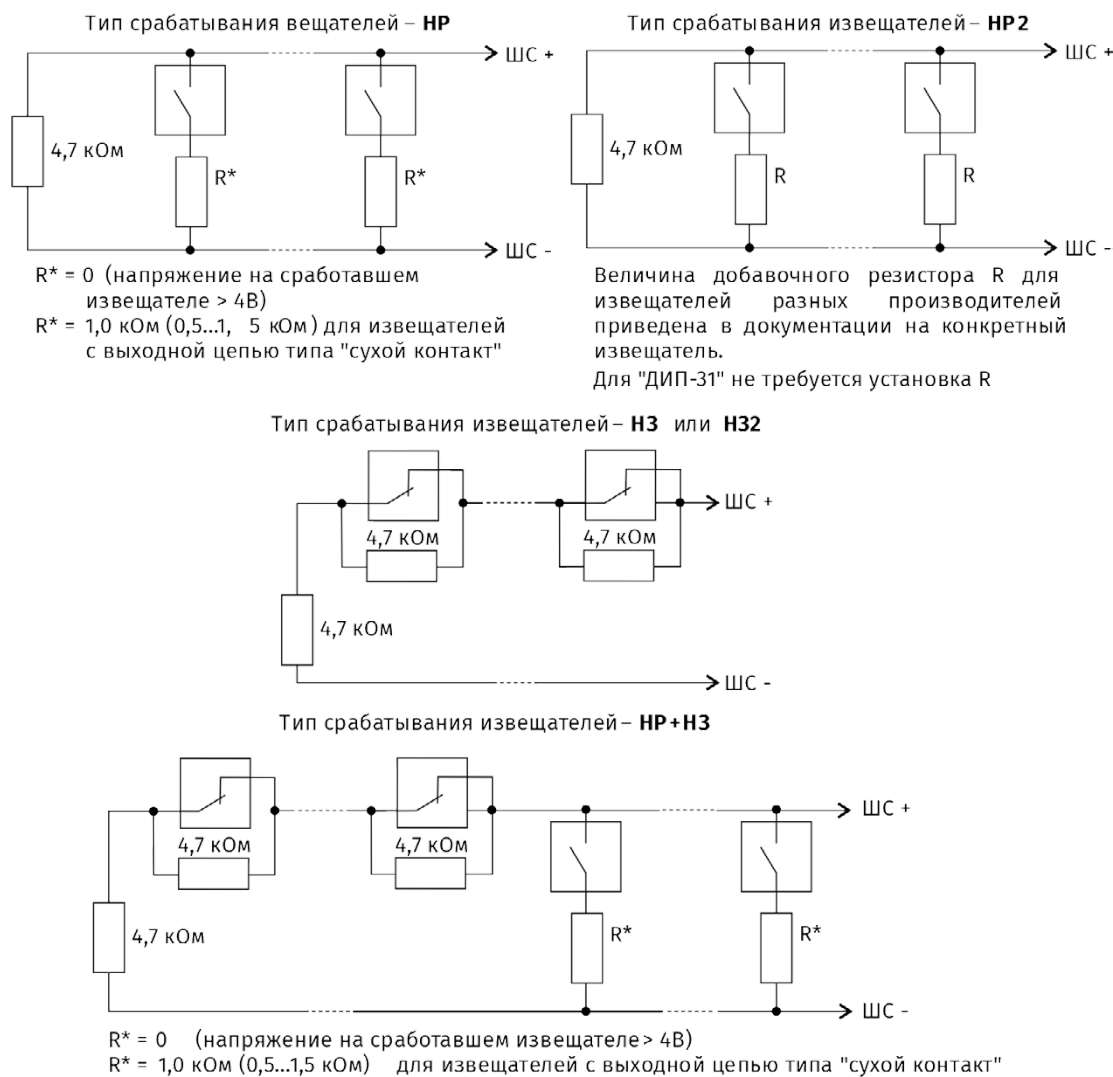 Тип срабатывания вещателей – НР
ШС +
4,7 кОм
R*
R*
ШС -
R* = 0 (напряжение на сработавшем
извещателе > 4В)
R* = 1,0 кОм (0,5...1, 5 кОм) для извещателей
с выходной цепью типа "сухой контакт"
Тип срабатывания извещателей – НР2
ШС +
4,7 кОм
R
R
ШС -
Величина добавочного резистора R для
извещателей разных производителей
приведена в документации на конкретный
извещатель.
Для "ДИП-31" не требуется установка R
Тип срабатывания извещателей – НЗ или НЗ2
ШС +
4,7 кОм
4,7 кОм
4,7 кОм
ШС -
Тип срабатывания извещателей – НР+НЗ
ШС +
4,7 кОм
4,7 кОм
4,7 кОм
R*
R*
ШС -
R* = 0 (напряжение на сработавшем извещателе > 4В)
R* = 1,0 кОм (0,5...1,5 кОм) для извещателей с выходной цепью типа "сухой контакт"